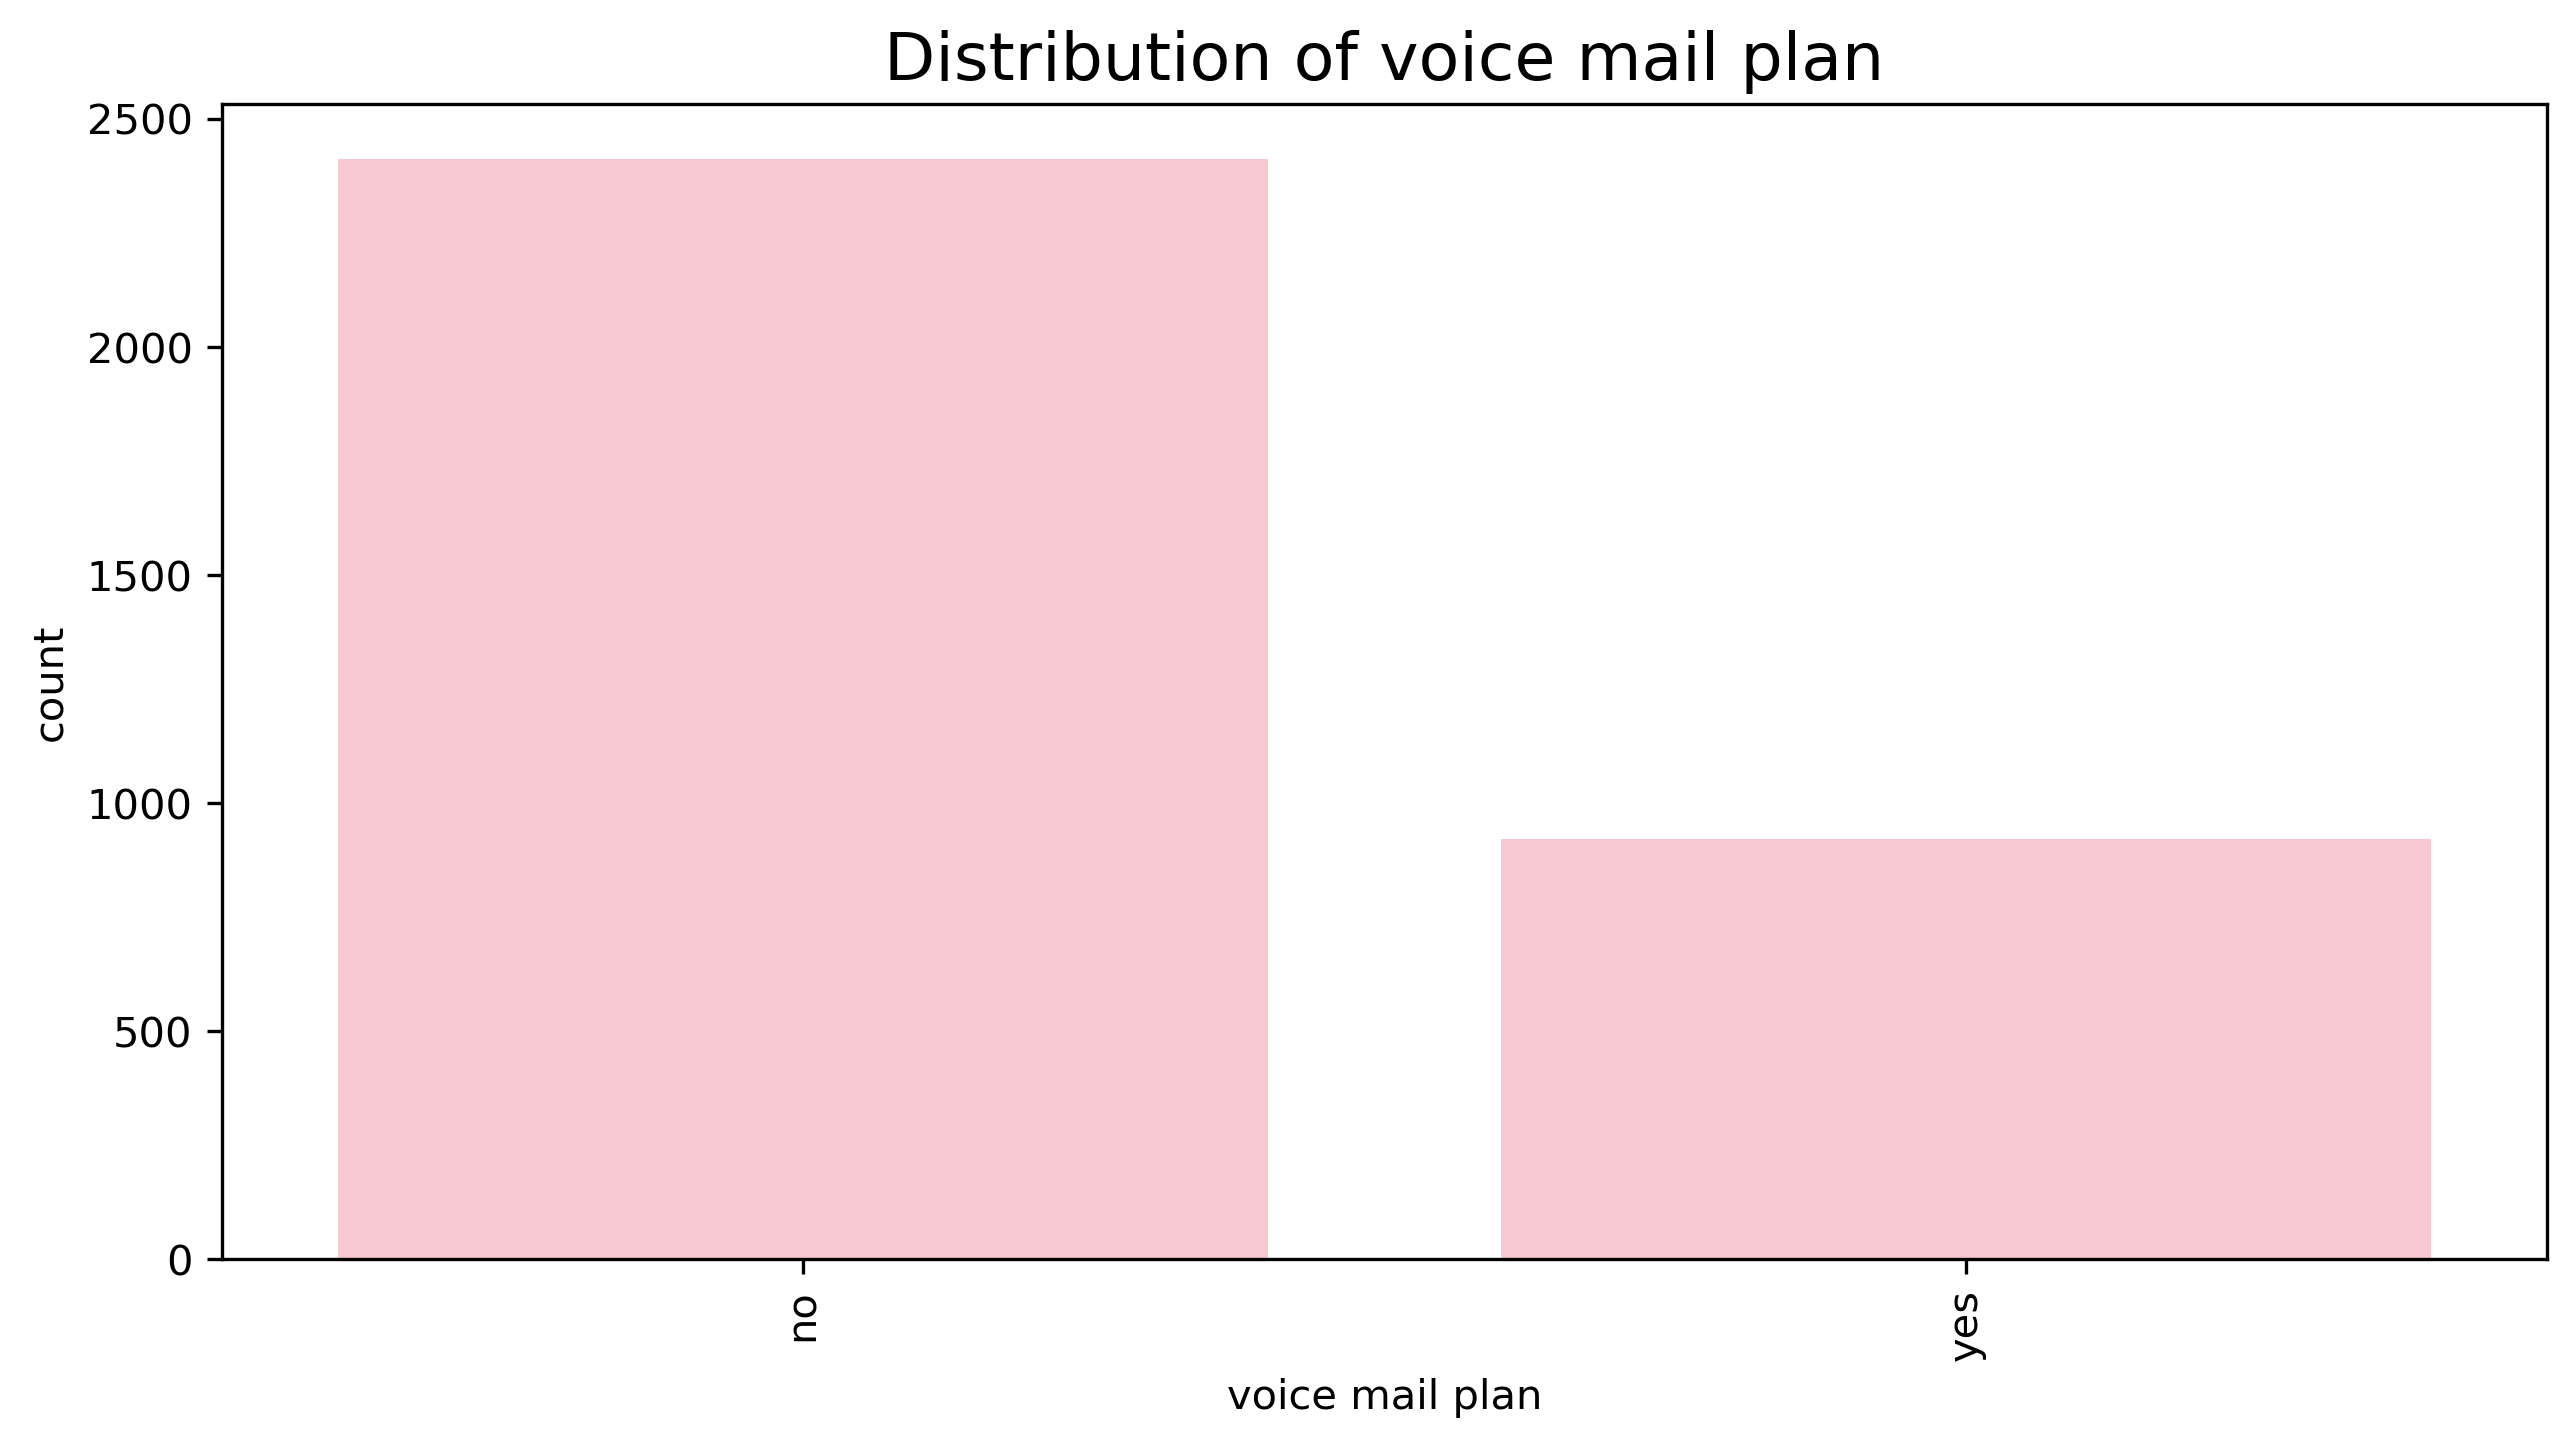 Distribution of voice mail plan
2500
2000
1500
1000
500
0
count
no
yes
voice mail plan